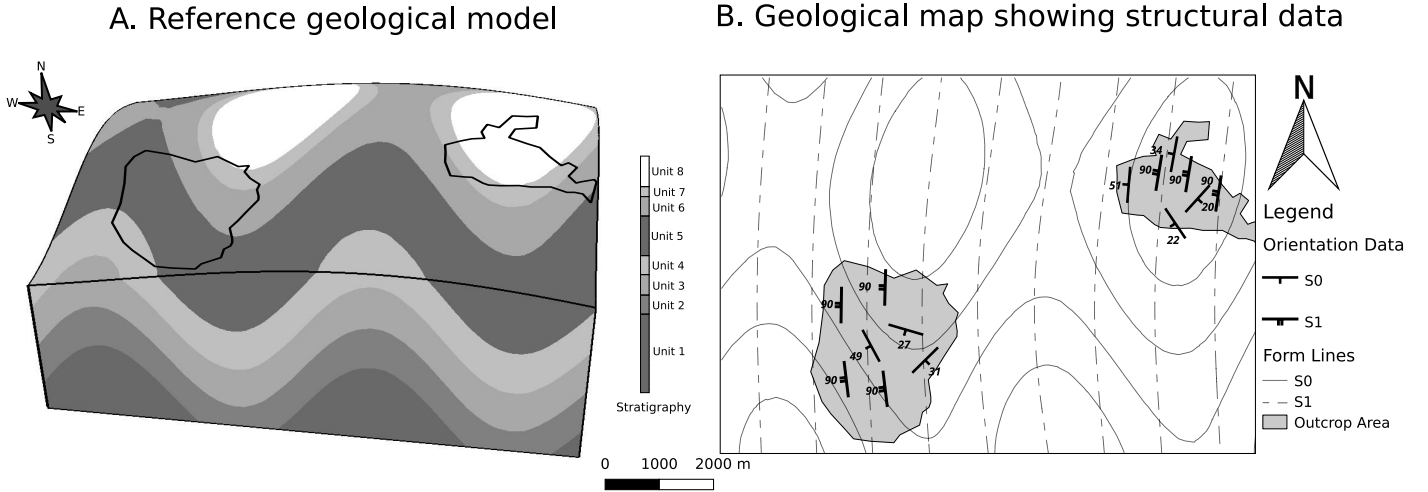 A. Reference geological model
B. Geological map showing structural data
N
W
E
S
Unit 8
Unit 7
Unit 6
Unit 5
Unit 4
Unit 3
Unit 2
Unit 1
Stratigraphy
0 1000 2000 m
34
90
90
90
51
20
22
90
90
27
49
31
90
90
N
Legend
Orientation Data
S0
S1
Form Lines
S0
S1
Outcrop Area